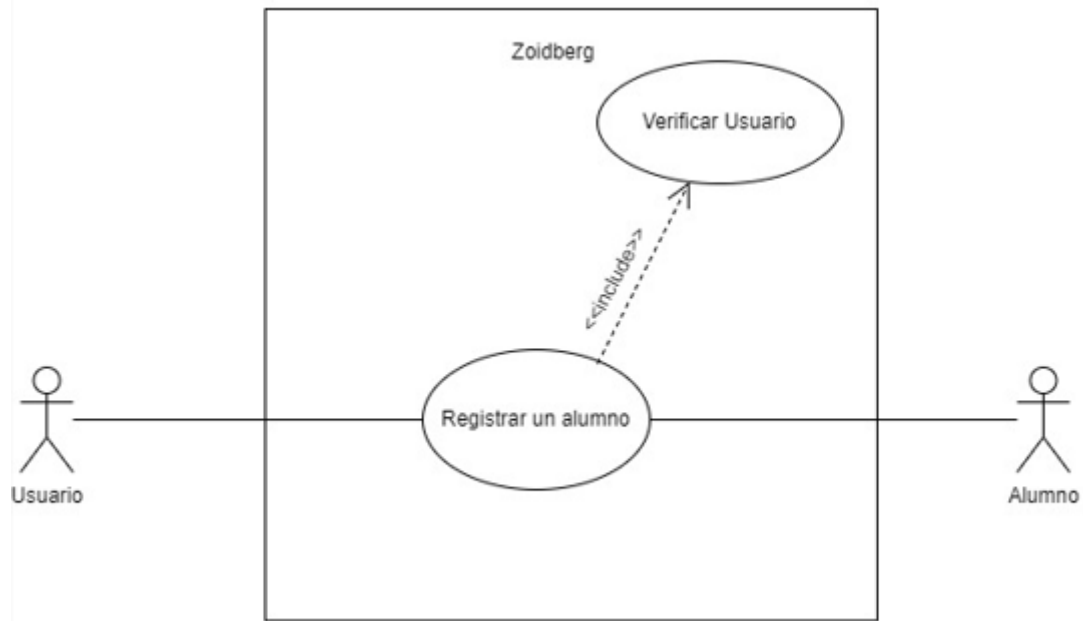 Zoidberg
Verificar Usuario
<<include>>
Registrar un alumno
Usuario
Alumno